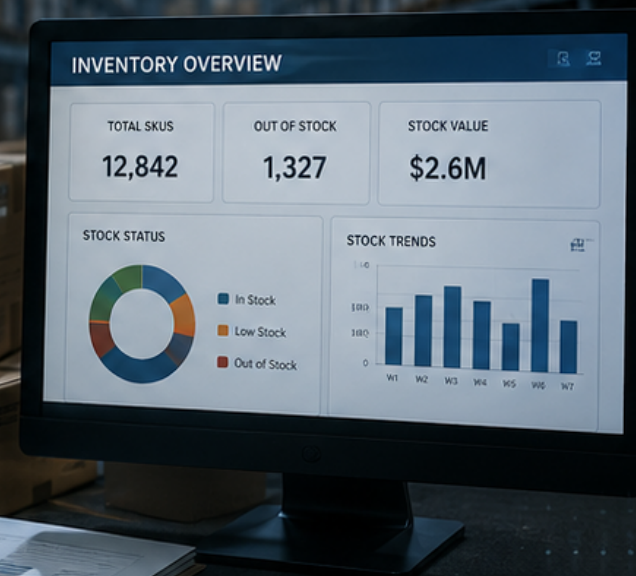 INVENTORY OVERVIEW
TOTAL SKUS
12,842
OUT OF STOCK
1,327
STOCK VALUE
$2.6M
STOCK STATUS
In Stock
Low Stock
Out of Stock
STOCK TRENDS
0
W1 W2 W3 W4 W5 W6 W7